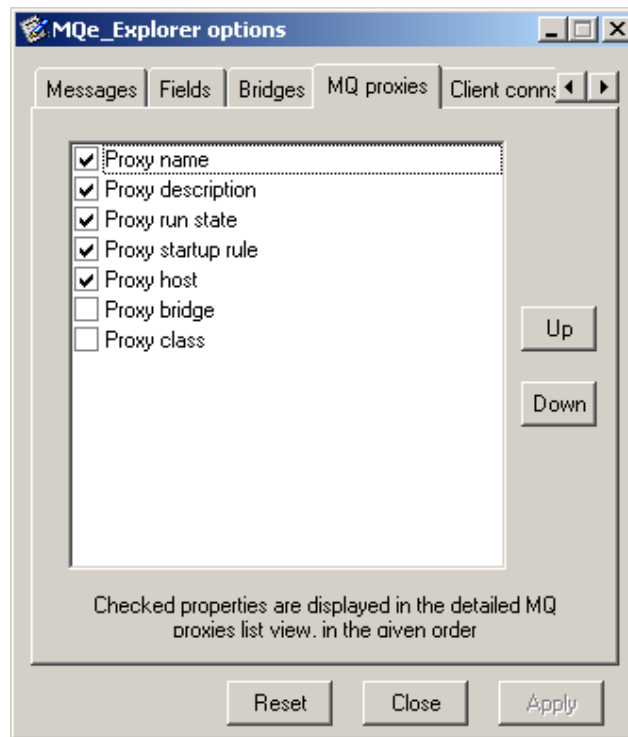 MQe_Explorer options
Messages Fields Bridges MQ proxies Client conns
Proxy name
Proxy description
Proxy run state
Proxy startup rule
Proxy host
Proxy bridge
Proxy class
Up
Down
Checked properties are displayed in the detailed MQ
proxies list view, in the given order
Reset Close Apply